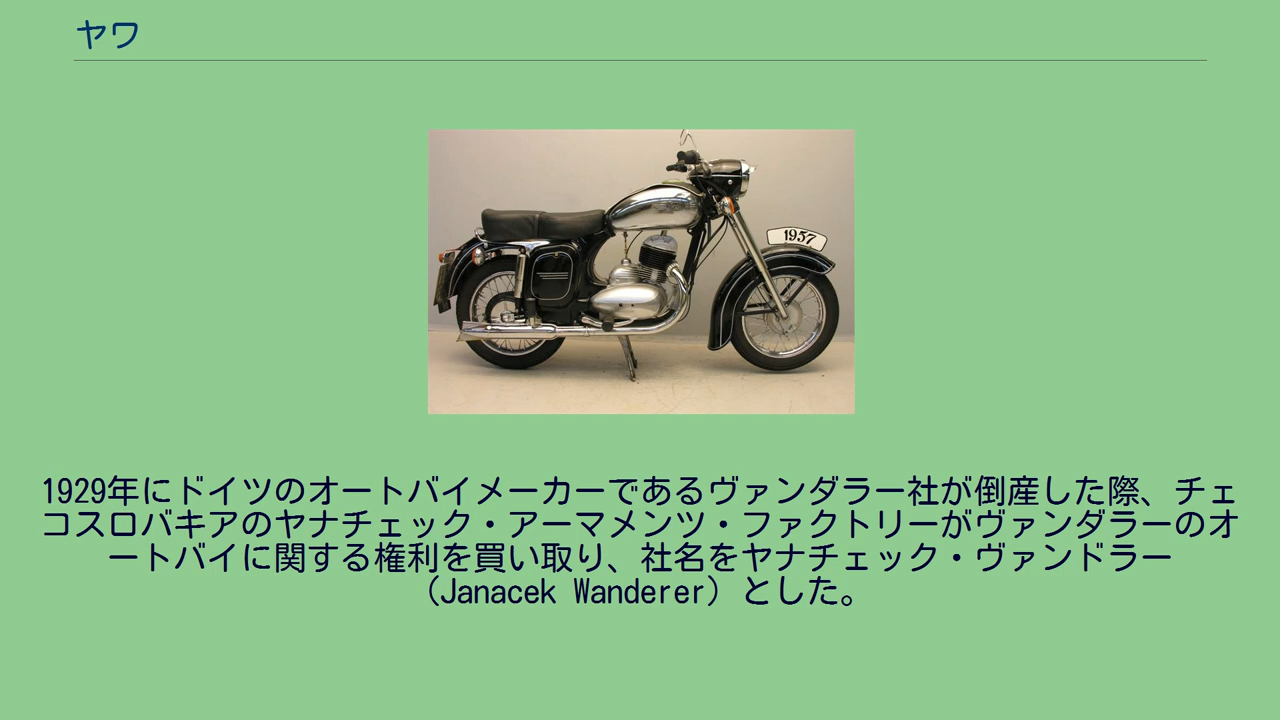 ヤワ
1957
1929年にドイツのオートバイメーカーであるヴァンダラー社が倒産した際、チェ
コスロバキアのヤナチェック・アーマメンツ・ファクトリーがヴァンダラーのオ
ートバイに関する権利を買い取り、社名をヤナチェック・ヴァンドラー
（Janacek Wanderer）とした。